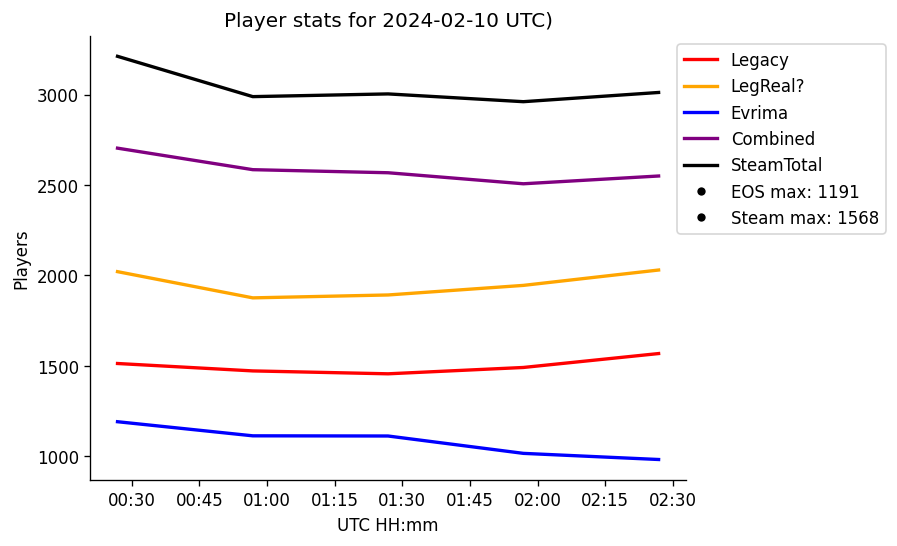 Player stats for 2024-02-10 UTC)
Legacy
LegReal?
Evrima
Combined
SteamTotal
EOS max: 1191
Steam max: 1568
Players
3000
2500
2000
1500
1000
00:30 00:45 01:00 01:15 01:30 01:45 02:00 02:15 02:30
UTC HH:mm